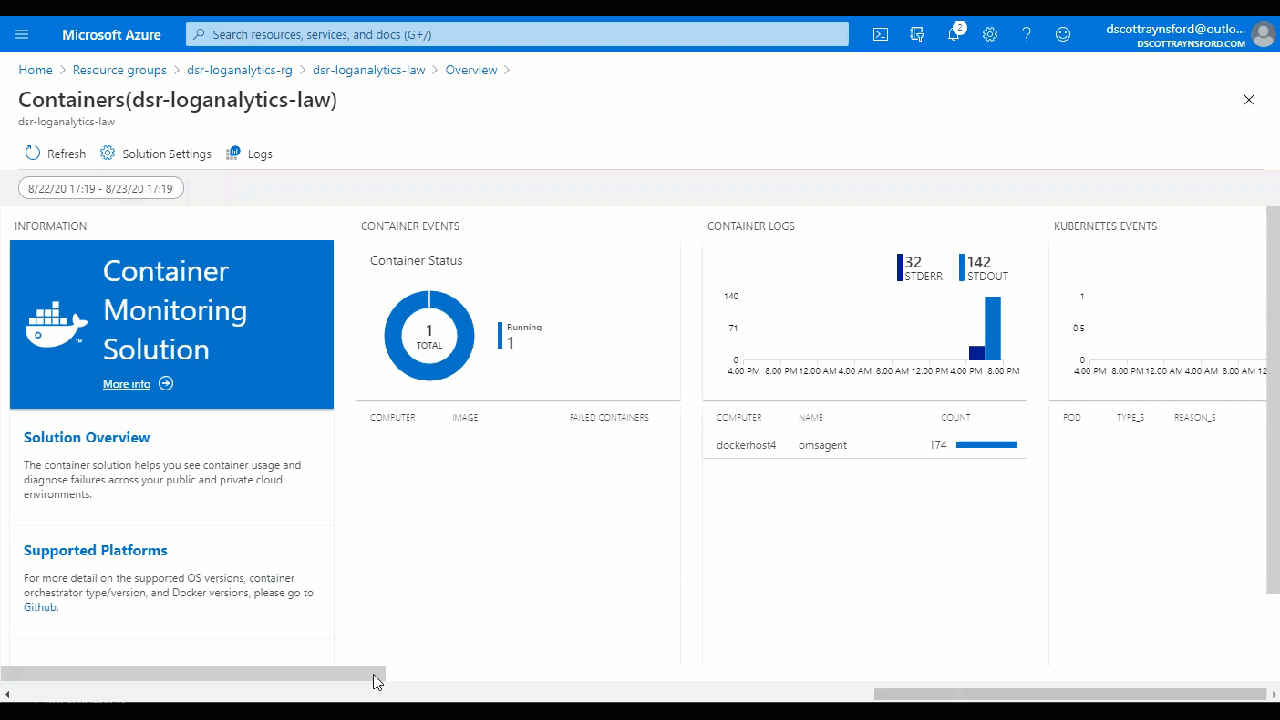 Microsoft Azure
Search resources, services, and docs (G+/)
2
dscottraynsford@outlo...
DSCOTTRAYNSFORD.COM
Home > Resource groups > dsr-loganalytics-rg > dsr-loganalytics-law > Overview >
Containers(dsr-loganalytics-law)
dsr-loganalytics-law
Refresh
Solution Settings
Logs
8/22/20 17:19 - 8/23/20 17:19
INFORMATION
Container
Monitoring
Solution
More info
Solution Overview
The container solution helps you see container usage and
diagnose failures across your public and private cloud
environments.
Supported Platforms
For more detail on the supported OS versions, container
orchestrator type/version, and Docker versions, please go to
Github.
CONTAINER EVENTS
Container Status
1
TOTAL
Running
1
COMPUTER IMAGE FAILED CONTAINERS
CONTAINER LOGS
32
STDERR
142
STDOUT
140
71
0
4:00 PM 8:00 PM 12:00 AM 4:00 AM 8:00 AM 12:00 PM 4:00 PM 8:00 PM
COMPUTER NAME COUNT
dockerhost4 omsagent 174
KUBERNETES EVENTS
1
0.5
0
4:00 PM 8:00 PM 12:00 AM 4:00 AM 8:00 AM 12
POD TYPE_S REASON_S